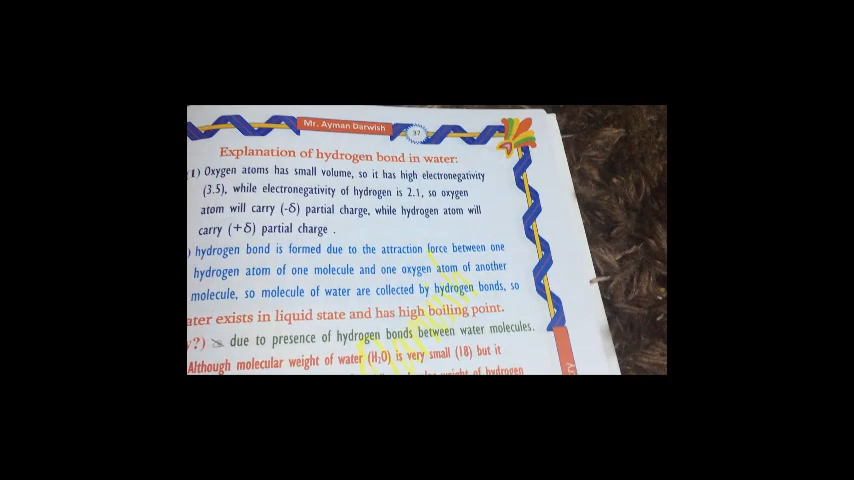 Mr. Ayman Darwish
37
Explanation of hydrogen bond in water:
1) Oxygen atoms has small volume, so it has high electronegativity
(3.5), while electronegativity of hydrogen is 2.1, so oxygen
atom will carry (-δ) partial charge, while hydrogen atom will
carry (+δ) partial charge .
) hydrogen bond is formed due to the attraction force between one
hydrogen atom of one molecule and one oxygen atom of another
molecule, so molecule of water are collected by hydrogen bonds, so
ater exists in liquid state and has high boiling point.
?) due to presence of hydrogen bonds between water molecules.
Although molecular weight of water (H₂O) is very small (18) but it
weight of hydrogen